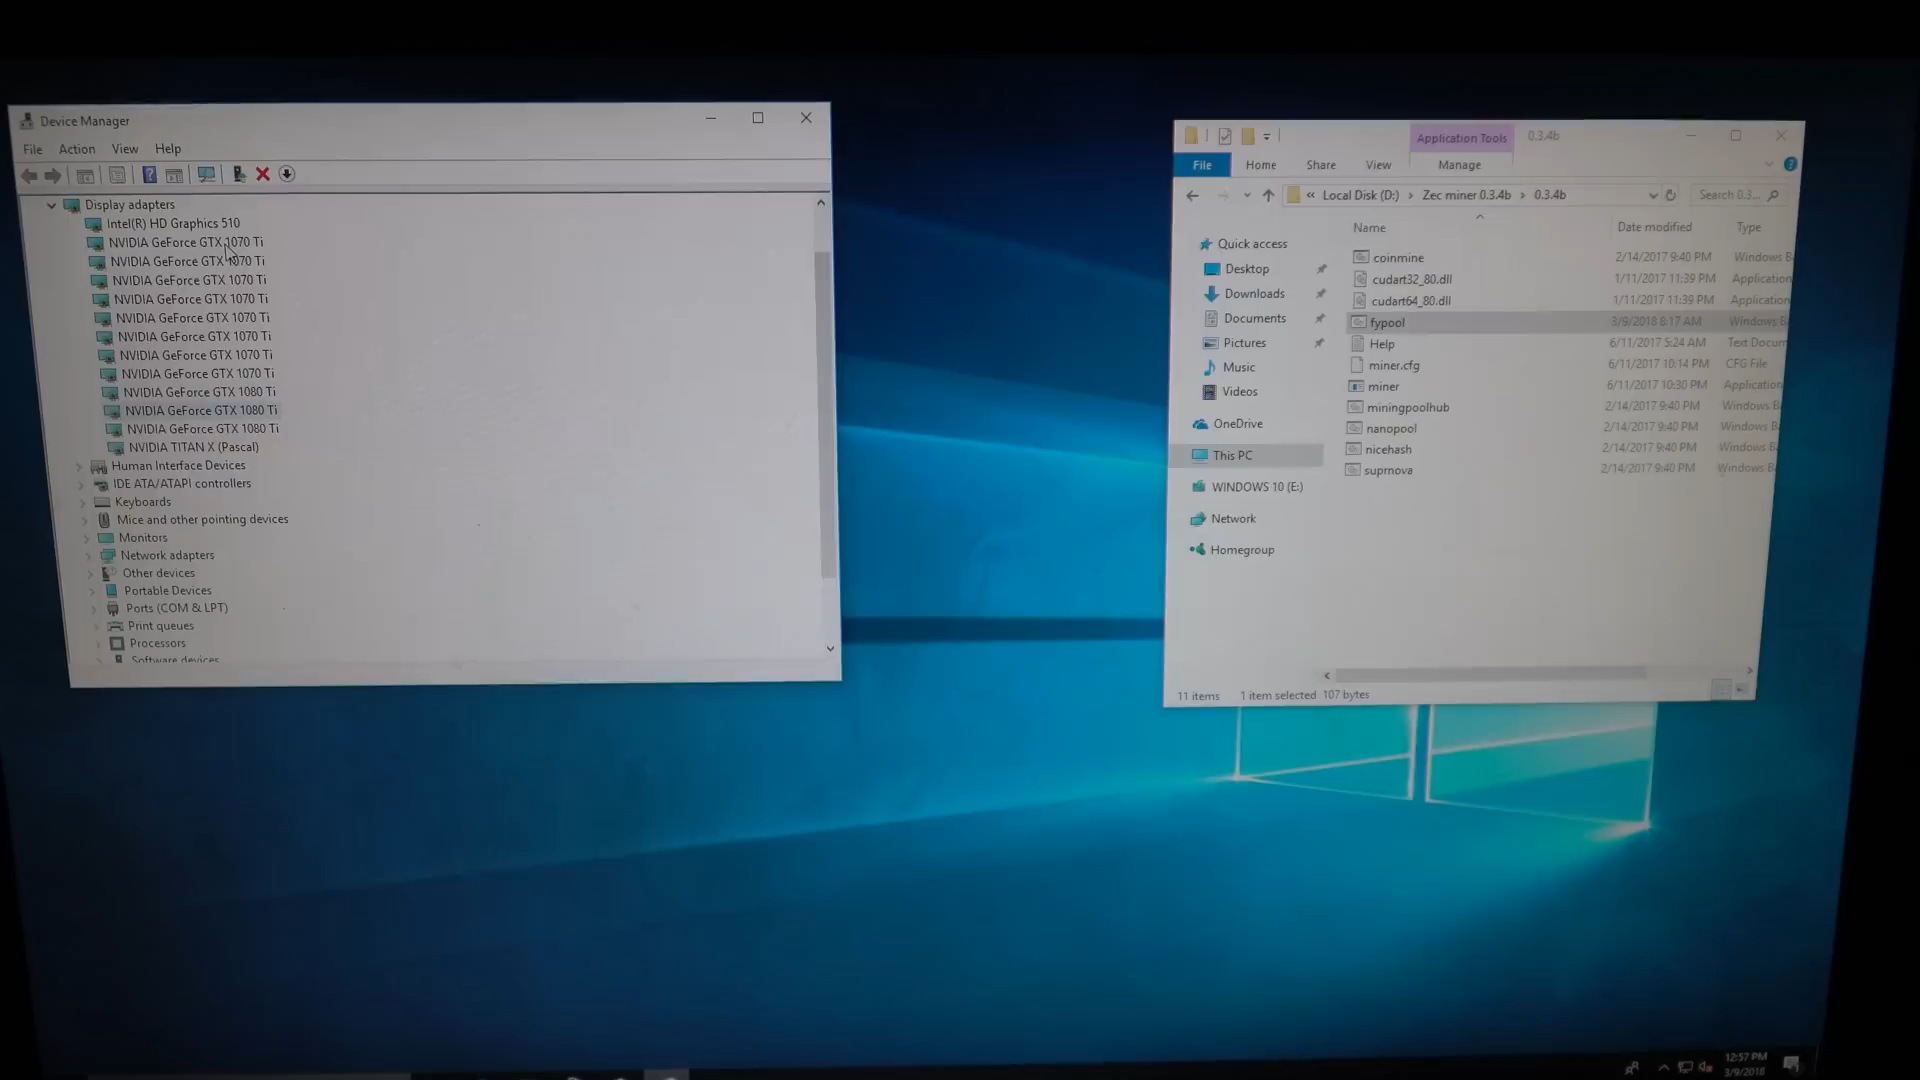 Device Manager
File Action View Help
Display adapters
Intel(R) HD Graphics 510
NVIDIA GeForce GTX 1070 Ti
NVIDIA GeForce GTX 1070 Ti
NVIDIA GeForce GTX 1070 Ti
NVIDIA GeForce GTX 1070 Ti
NVIDIA GeForce GTX 1070 Ti
NVIDIA GeForce GTX 1070 Ti
NVIDIA GeForce GTX 1070 Ti
NVIDIA GeForce GTX 1070 Ti
NVIDIA GeForce GTX 1080 Ti
NVIDIA GeForce GTX 1080 Ti
NVIDIA GeForce GTX 1080 Ti
NVIDIA TITAN X (Pascal)
Human Interface Devices
IDE ATA/ATAPI controllers
Keyboards
Mice and other pointing devices
Monitors
Network adapters
Other devices
Portable Devices
Ports (COM & LPT)
Print queues
Processors
Software devices
Application Tools 0.3.4b
File Home Share View Manage
« Local Disk (D:) › Zec miner 0.3.4b › 0.3.4b Search 0.3...
Quick access
Desktop
Downloads
Documents
Pictures
Music
Videos
OneDrive
This PC
WINDOWS 10 (E:)
Network
Homegroup
Name Date modified Type
coinmine 2/14/2017 9:40 PM Windows B
cudart32_80.dll 1/11/2017 11:39 PM Application
cudart64_80.dll 1/11/2017 11:39 PM Application
fypool 3/9/2018 8:17 AM Windows B
Help 6/11/2017 5:24 AM Text Docum
miner.cfg 6/11/2017 10:14 PM CFG File
miner 6/11/2017 10:30 PM Application
miningpoolhub 2/14/2017 9:40 PM Windows B
nanopool 2/14/2017 9:40 PM Windows B
nicehash 2/14/2017 9:40 PM Windows B
suprnova 2/14/2017 9:40 PM Windows B
11 items 1 item selected 107 bytes
12:57 PM
3/9/2018